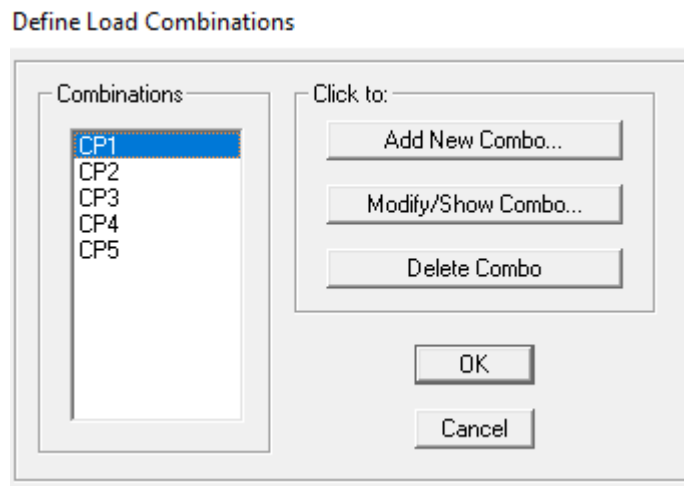 Define Load Combinations
Combinations
CP1
CP2
CP3
CP4
CP5
Click to:
Add New Combo...
Modify/Show Combo...
Delete Combo
OK
Cancel